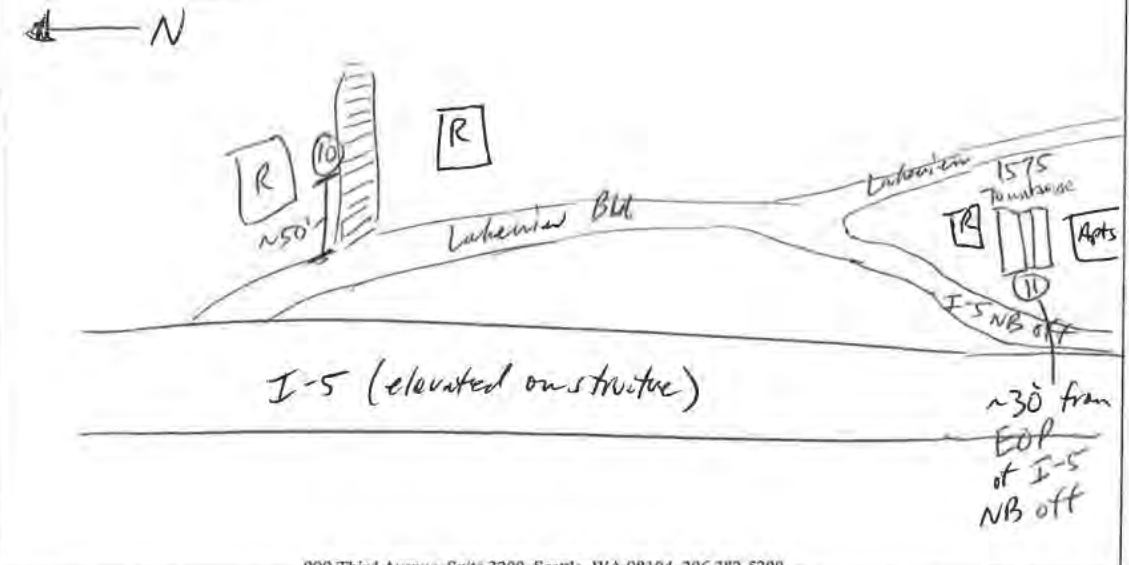 N
R
10
~50'
R
Lakeview Blvd
Lakeview
1575
Townhouse
R
Apts
11
I-5 NB off
I-5 (elevated on structure)
~30' from
EOP
of I-5
NB off